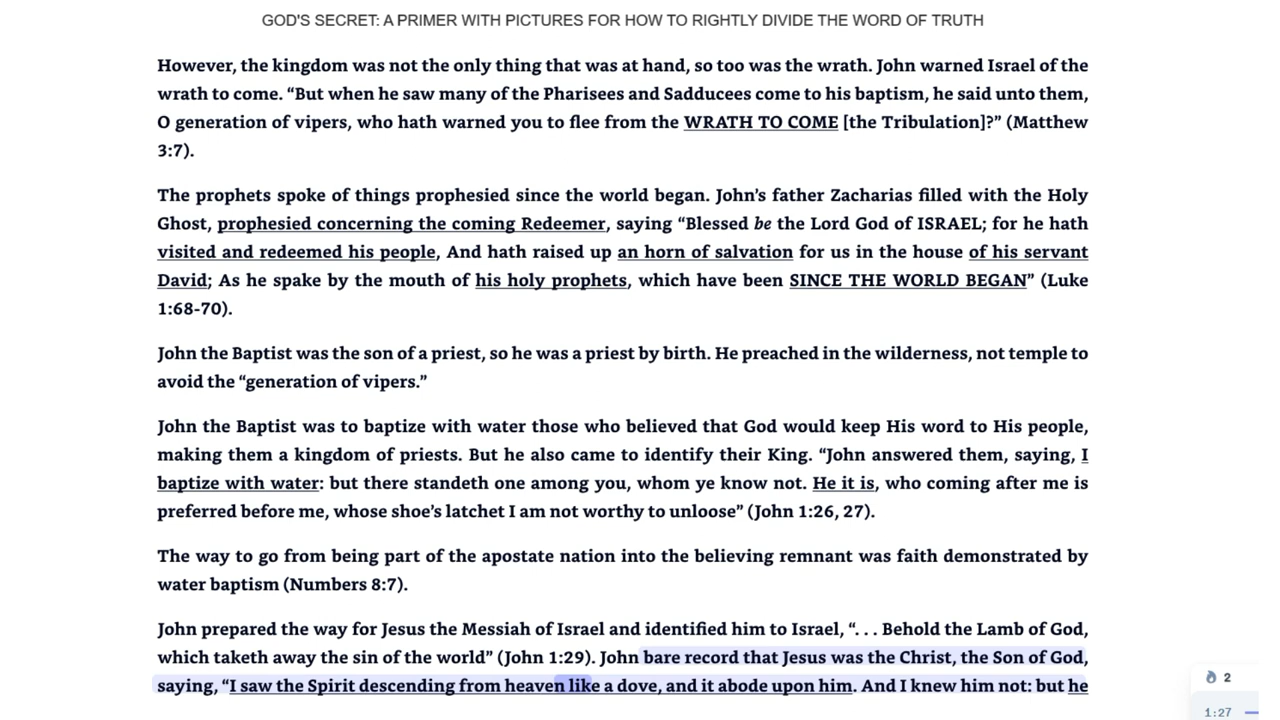 GOD'S SECRET: A PRIMER WITH PICTURES FOR HOW TO RIGHTLY DIVIDE THE WORD OF TRUTH
However, the kingdom was not the only thing that was at hand, so too was the wrath. John warned Israel of the
wrath to come. “But when he saw many of the Pharisees and Sadducees come to his baptism, he said unto them,
O generation of vipers, who hath warned you to flee from the WRATH TO COME [the Tribulation]?” (Matthew
3:7).
The prophets spoke of things prophesied since the world began. John’s father Zacharias filled with the Holy
Ghost, prophesied concerning the coming Redeemer, saying “Blessed be the Lord God of ISRAEL; for he hath
visited and redeemed his people, And hath raised up an horn of salvation for us in the house of his servant
David; As he spake by the mouth of his holy prophets, which have been SINCE THE WORLD BEGAN” (Luke
1:68-70).
John the Baptist was the son of a priest, so he was a priest by birth. He preached in the wilderness, not temple to
avoid the “generation of vipers.”
John the Baptist was to baptize with water those who believed that God would keep His word to His people,
making them a kingdom of priests. But he also came to identify their King. “John answered them, saying, I
baptize with water: but there standeth one among you, whom ye know not. He it is, who coming after me is
preferred before me, whose shoe’s latchet I am not worthy to unloose” (John 1:26, 27).
The way to go from being part of the apostate nation into the believing remnant was faith demonstrated by
water baptism (Numbers 8:7).
John prepared the way for Jesus the Messiah of Israel and identified him to Israel, “. . . Behold the Lamb of God,
which taketh away the sin of the world” (John 1:29). John bare record that Jesus was the Christ, the Son of God,
saying, “I saw the Spirit descending from heaven like a dove, and it abode upon him. And I knew him not: but he
2
1:27